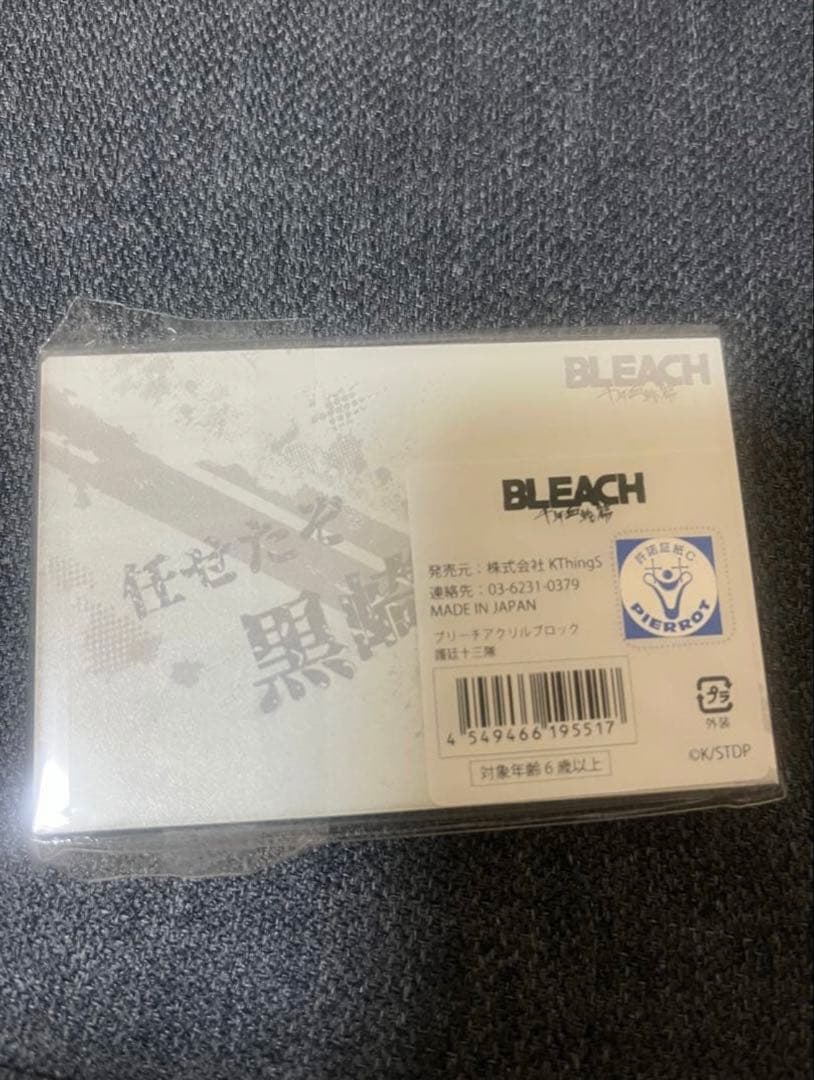 BLEACH
千年血戦篇
任せたぞ
黒崎
BLEACH
千年血戦篇
発売元：株式会社 KThingS
連絡先：03-6231-0379
MADE IN JAPAN
ブリーチアクリルブロック
護廷十三隊
4 549466 195517
対象年齢6歳以上
許諾証紙C
PIERROT
プラ
外装
©K/STDP